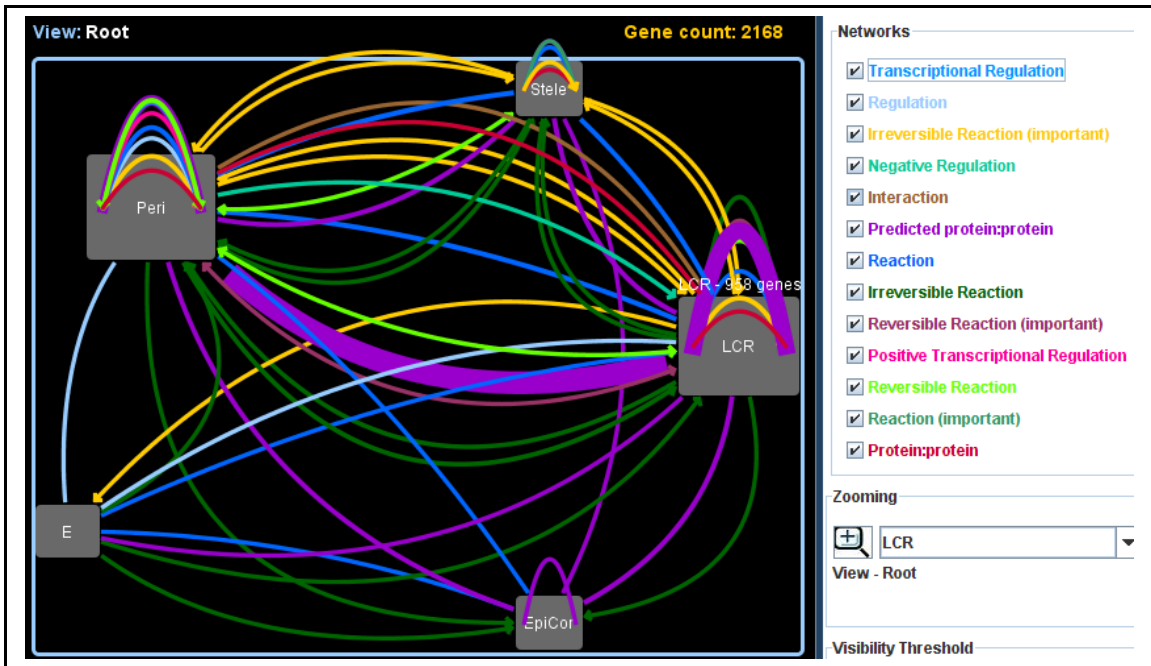 View: Root
Gene count: 2168
Stele
Peri
LCR - 958 genes
LCR
E
EpiCor
Networks
Transcriptional Regulation
Regulation
Irreversible Reaction (important)
Negative Regulation
Interaction
Predicted protein:protein
Reaction
Irreversible Reaction
Reversible Reaction (important)
Positive Transcriptional Regulation
Reversible Reaction
Reaction (important)
Protein:protein
Zooming
LCR
View - Root
Visibility Threshold